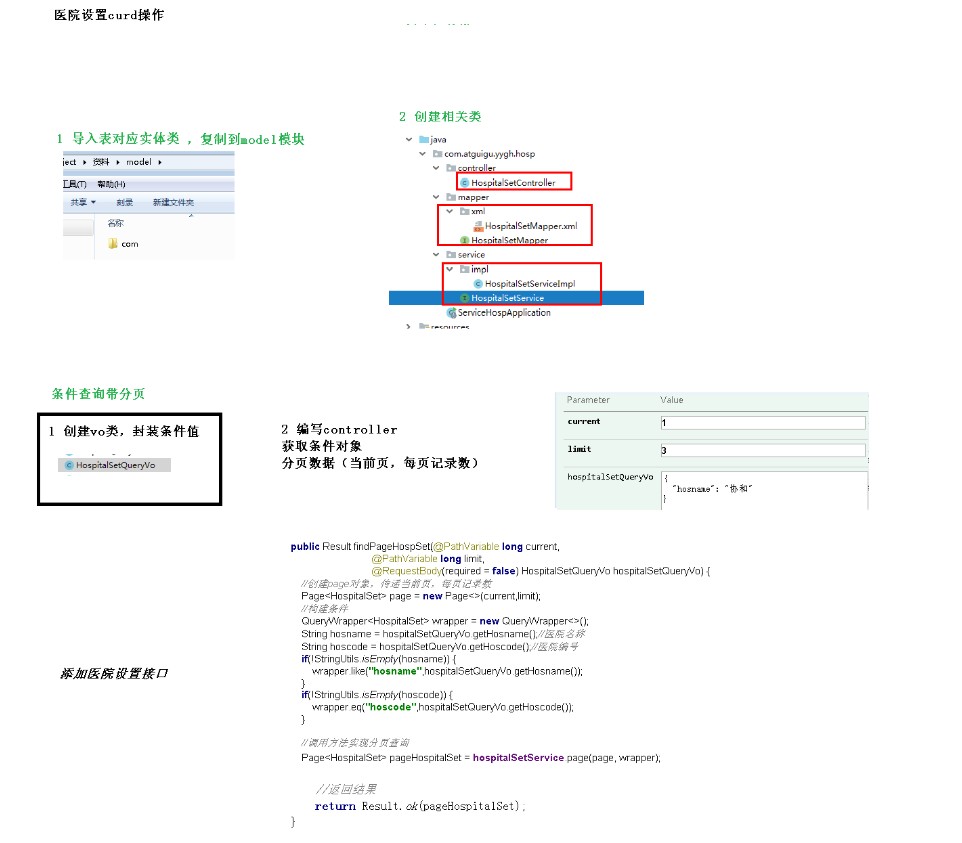 医院设置curd操作
1 导入表对应实体类 ，复制到model模块
ject ▸ 资料 ▸ model ▸
工具(T) 帮助(H)
共享 刻录 新建文件夹
名称
com
2 创建相关类
java
com.atguigu.yygh.hosp
controller
HospitalSetController
mapper
xml
HospitalSetMapper.xml
HospitalSetMapper
service
impl
HospitalSetServiceImpl
HospitalSetService
ServiceHospApplication
resources
条件查询带分页
1 创建vo类，封装条件值
HospitalSetQueryVo
2 编写controller
获取条件对象
分页数据（当前页，每页记录数）
Parameter Value
current 1
limit 3
hospitalSetQueryVo {
"hosname": "协和"
}
public Result findPageHospSet(@PathVariable long current,
@PathVariable long limit,
@RequestBody(required = false) HospitalSetQueryVo hospitalSetQueryVo) {
//创建page对象，传递当前页，每页记录数
Page<HospitalSet> page = new Page<>(current,limit);
//构建条件
QueryWrapper<HospitalSet> wrapper = new QueryWrapper<>();
String hosname = hospitalSetQueryVo.getHosname();//医院名称
String hoscode = hospitalSetQueryVo.getHoscode();//医院编号
if(!StringUtils.isEmpty(hosname)) {
wrapper.like("hosname",hospitalSetQueryVo.getHosname());
}
if(!StringUtils.isEmpty(hoscode)) {
wrapper.eq("hoscode",hospitalSetQueryVo.getHoscode());
}
//调用方法实现分页查询
Page<HospitalSet> pageHospitalSet = hospitalSetService.page(page, wrapper);
//返回结果
return Result.ok(pageHospitalSet);
}
添加医院设置接口